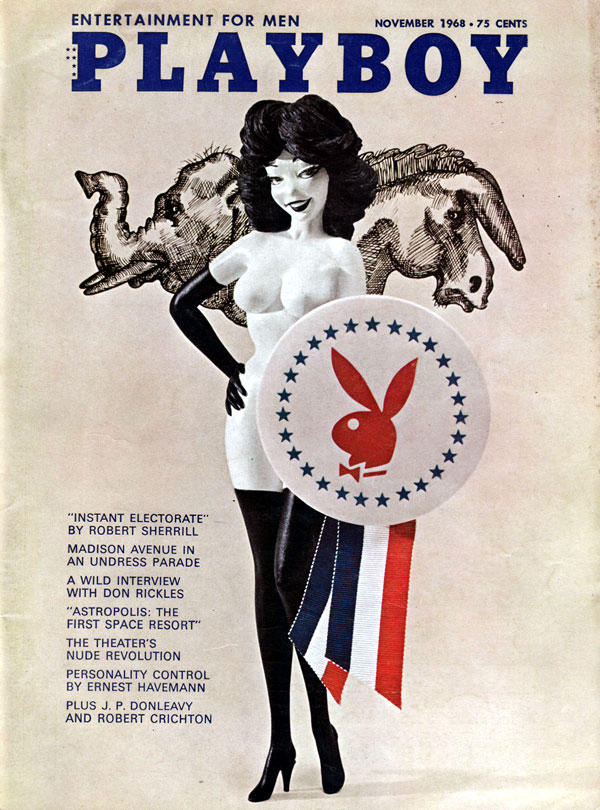 ENTERTAINMENT FOR MEN
NOVEMBER 1968 • 75 CENTS
PLAYBOY
"INSTANT ELECTORATE"
BY ROBERT SHERRILL
MADISON AVENUE IN
AN UNDRESS PARADE
A WILD INTERVIEW
WITH DON RICKLES
"ASTROPOLIS: THE
FIRST SPACE RESORT"
THE THEATER'S
NUDE REVOLUTION
PERSONALITY CONTROL
BY ERNEST HAVEMANN
PLUS J. P. DONLEAVY
AND ROBERT CRICHTON